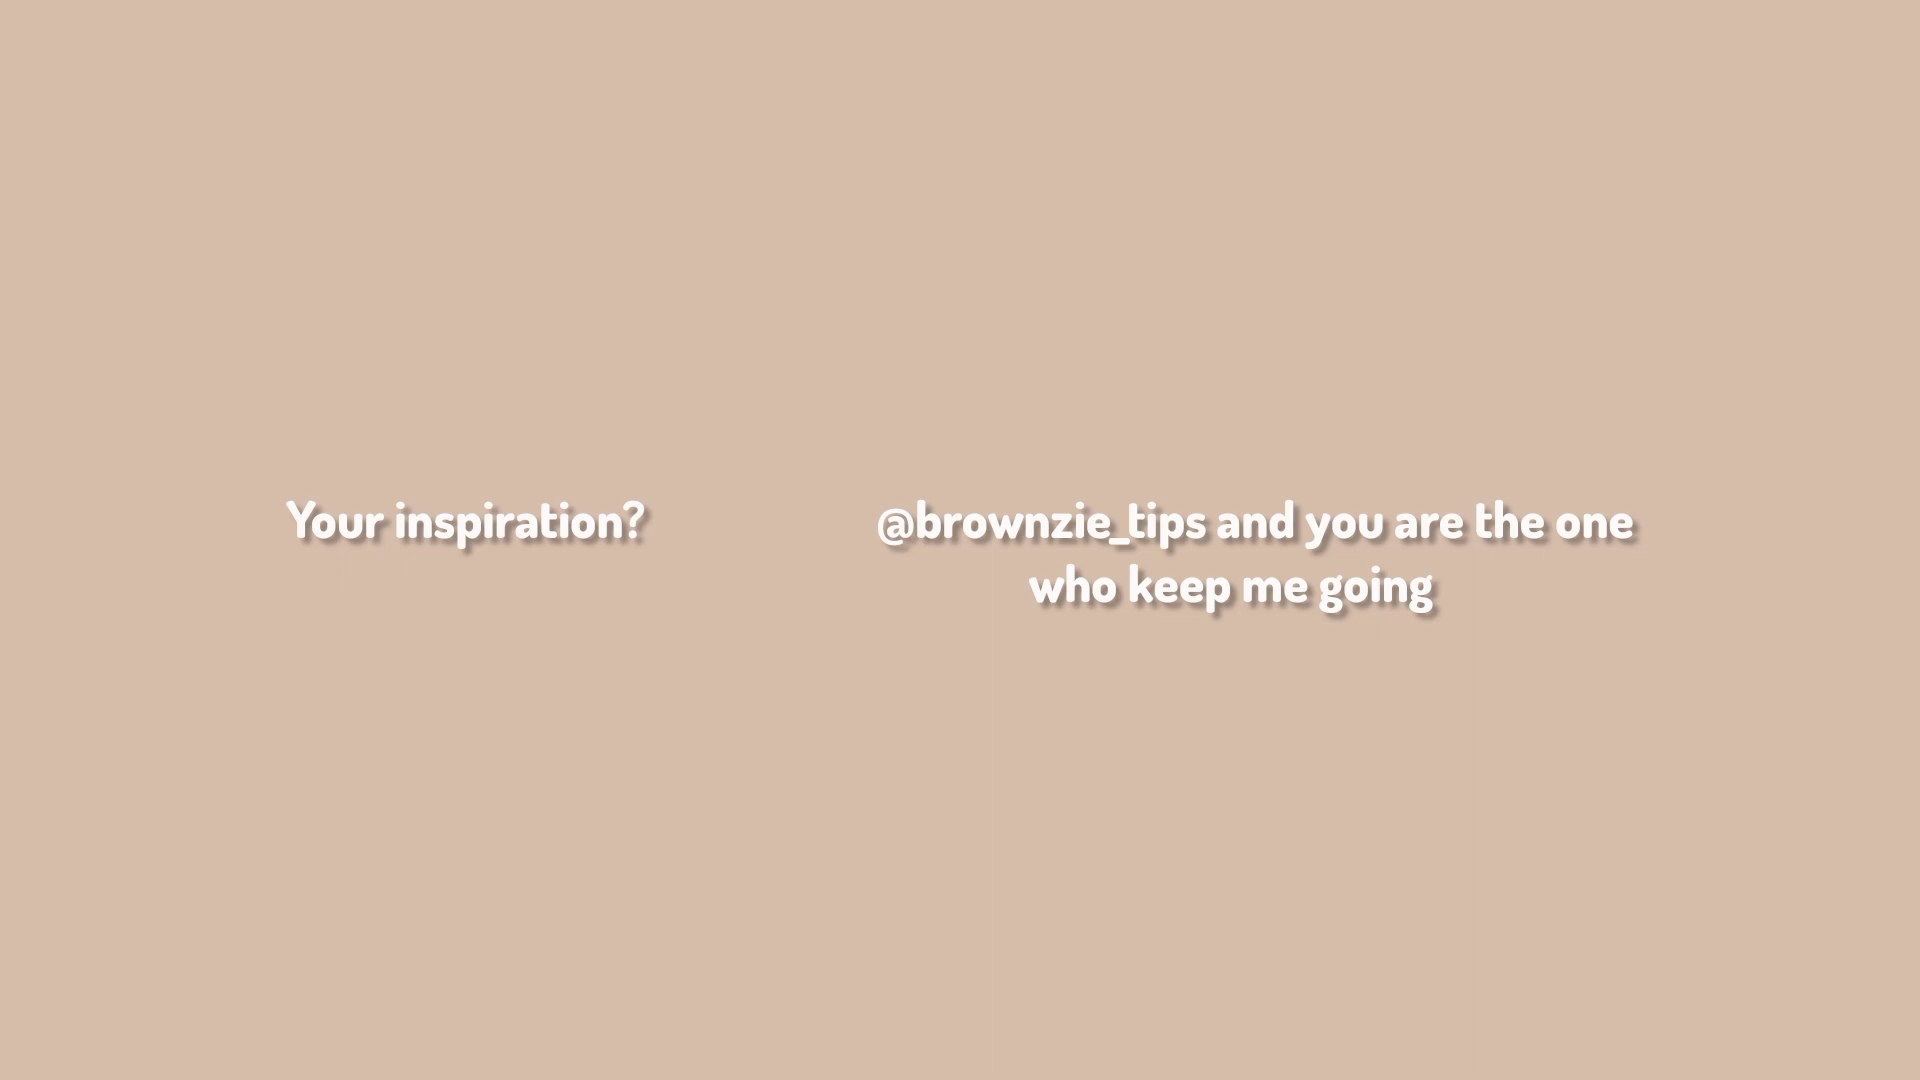 Your inspiration?
@brownzie_tips and you are the one
who keep me going